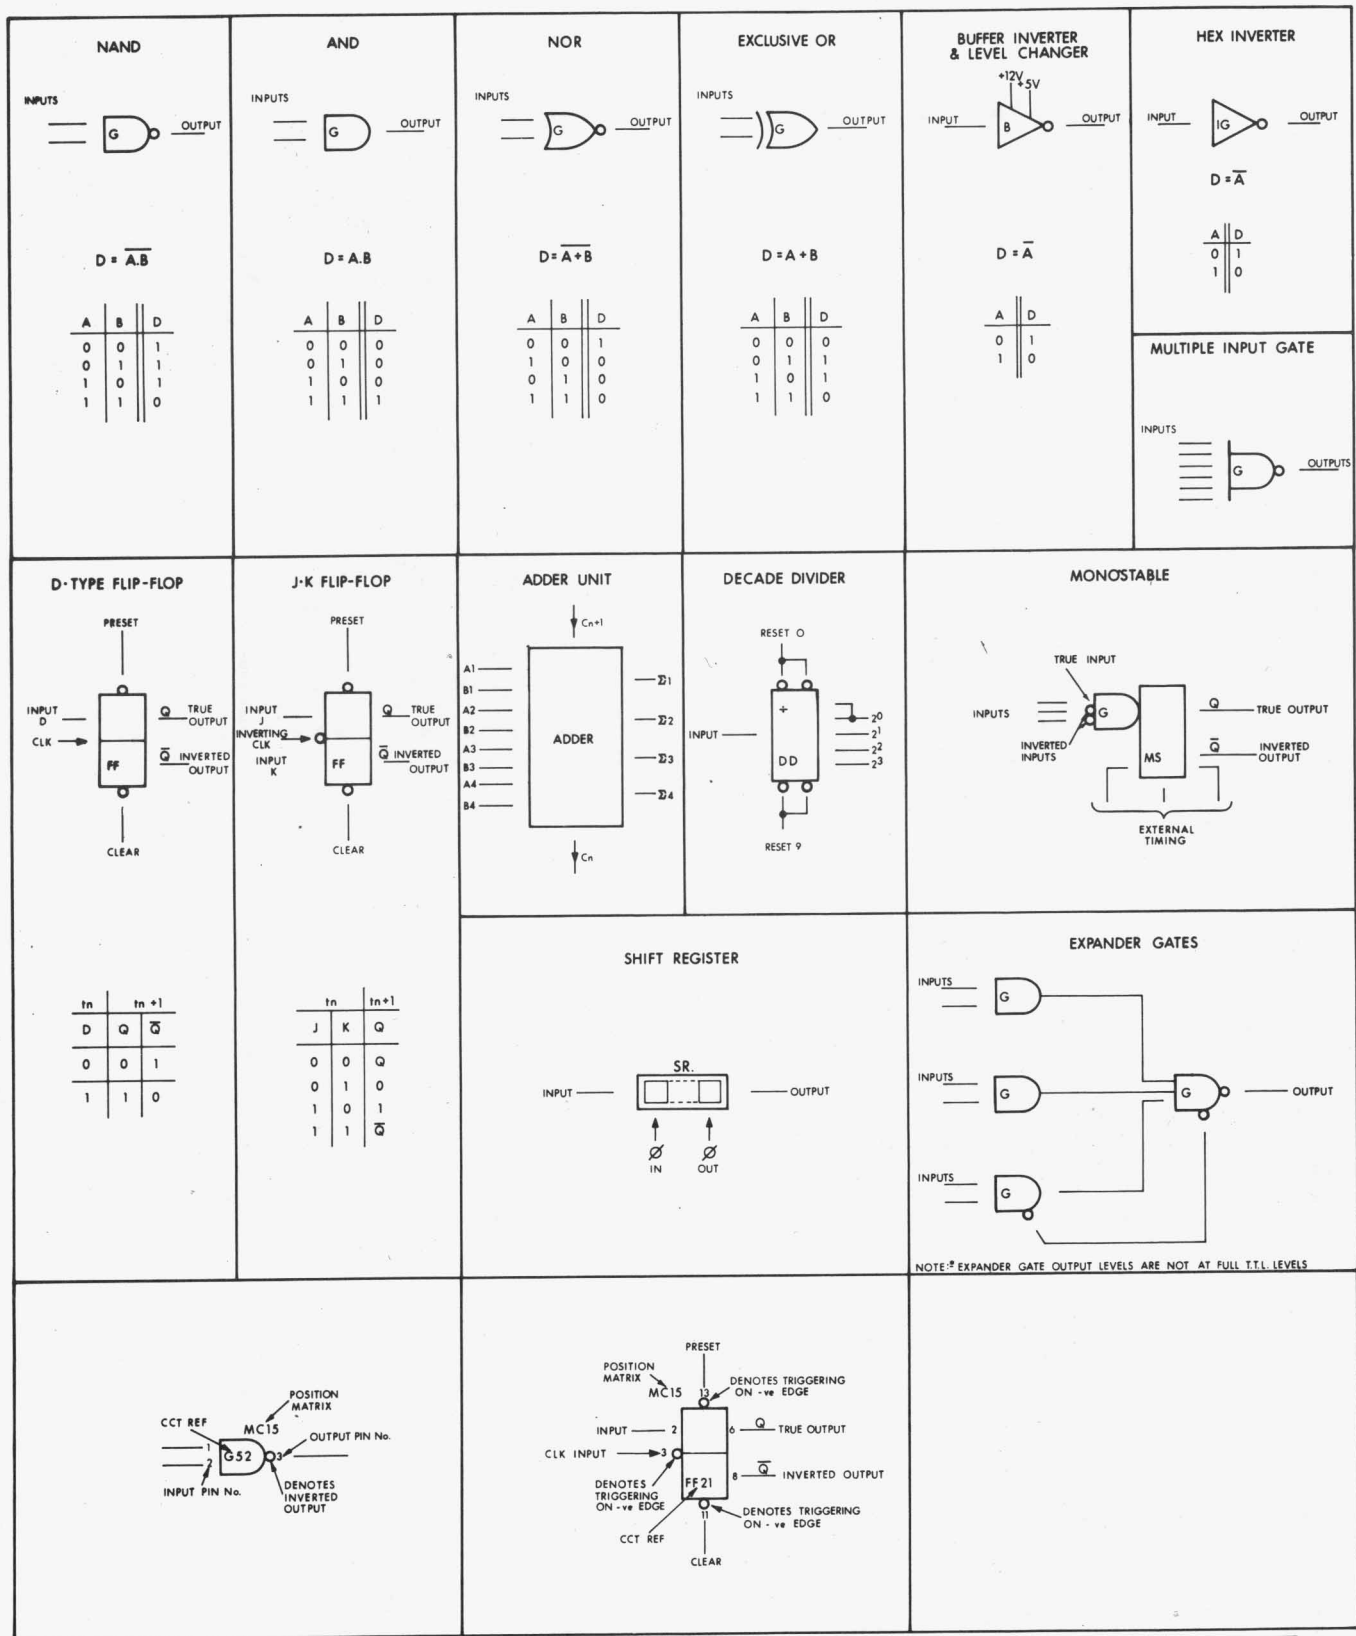 NAND
INPUTS
G
OUTPUT
D = A.B
A B D
0 0 1
0 1 1
1 0 1
1 1 0
AND
INPUTS
G
OUTPUT
D = A.B
A B D
0 0 0
0 1 0
1 0 0
1 1 1
NOR
INPUTS
G
OUTPUT
D = A+B
A B D
0 0 1
1 0 0
0 1 0
1 1 0
EXCLUSIVE OR
INPUTS
G
OUTPUT
D = A + B
A B D
0 0 0
0 1 1
1 0 1
1 1 0
BUFFER INVERTER
& LEVEL CHANGER
+12V
+5V
INPUT
B
OUTPUT
D = A̅
A D
0 1
1 0
HEX INVERTER
INPUT
IG
OUTPUT
D = A̅
A D
0 1
1 0
MULTIPLE INPUT GATE
INPUTS
G
OUTPUTS
D-TYPE FLIP-FLOP
PRESET
INPUT
D
CLK
FF
Q TRUE
OUTPUT
Q̅ INVERTED
OUTPUT
CLEAR
tn tn +1
D Q Q̅
0 0 1
1 1 0
J-K FLIP-FLOP
PRESET
INPUT
J
INVERTING
CLK
INPUT
K
FF
Q TRUE
OUTPUT
Q̅ INVERTED
OUTPUT
CLEAR
tn tn+1
J K Q
0 0 Q
0 1 0
1 0 1
1 1 Q̅
ADDER UNIT
Cn+1
A1
B1
A2
B2
A3
B3
A4
B4
ADDER
Σ1
Σ2
Σ3
Σ4
Cn
DECADE DIVIDER
RESET O
INPUT
÷
DD
2⁰
2¹
2²
2³
RESET 9
MONOSTABLE
TRUE INPUT
INPUTS
G
INVERTED
INPUTS
MS
Q TRUE OUTPUT
Q̅ INVERTED
OUTPUT
EXTERNAL
TIMING
SHIFT REGISTER
SR.
INPUT
OUTPUT
Ø Ø
IN OUT
EXPANDER GATES
INPUTS
G
INPUTS
G
G
OUTPUT
INPUTS
G
NOTE:- EXPANDER GATE OUTPUT LEVELS ARE NOT AT FULL T.T.L. LEVELS
POSITION
MATRIX
CCT REF
MC15
1
G52
3
OUTPUT PIN No.
2
INPUT PIN No.
DENOTES
INVERTED
OUTPUT
PRESET
POSITION
MATRIX
MC15
13
DENOTES TRIGGERING
ON -ve EDGE
INPUT 2
6 Q TRUE OUTPUT
CLK INPUT 3
8 Q̅ INVERTED OUTPUT
DENOTES
TRIGGERING
ON -ve EDGE
FF21
11
DENOTES TRIGGERING
ON -ve EDGE
CCT REF
CLEAR